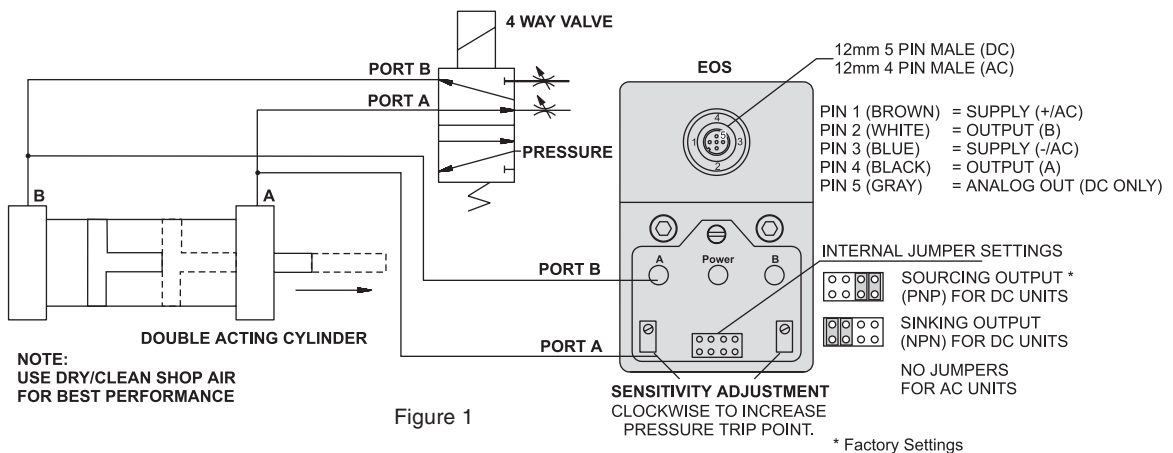 4 WAY VALVE
PORT B
PORT A
PRESSURE
B
A
DOUBLE ACTING CYLINDER
NOTE:
USE DRY/CLEAN SHOP AIR
FOR BEST PERFORMANCE
Figure 1
EOS
12mm 5 PIN MALE (DC)
12mm 4 PIN MALE (AC)
4
1 5 3
2
PIN 1 (BROWN) = SUPPLY (+/AC)
PIN 2 (WHITE) = OUTPUT (B)
PIN 3 (BLUE) = SUPPLY (-/AC)
PIN 4 (BLACK) = OUTPUT (A)
PIN 5 (GRAY) = ANALOG OUT (DC ONLY)
A Power B
PORT B
PORT A
INTERNAL JUMPER SETTINGS
SOURCING OUTPUT *
(PNP) FOR DC UNITS
SINKING OUTPUT
(NPN) FOR DC UNITS
NO JUMPERS
FOR AC UNITS
SENSITIVITY ADJUSTMENT
CLOCKWISE TO INCREASE
PRESSURE TRIP POINT.
* Factory Settings